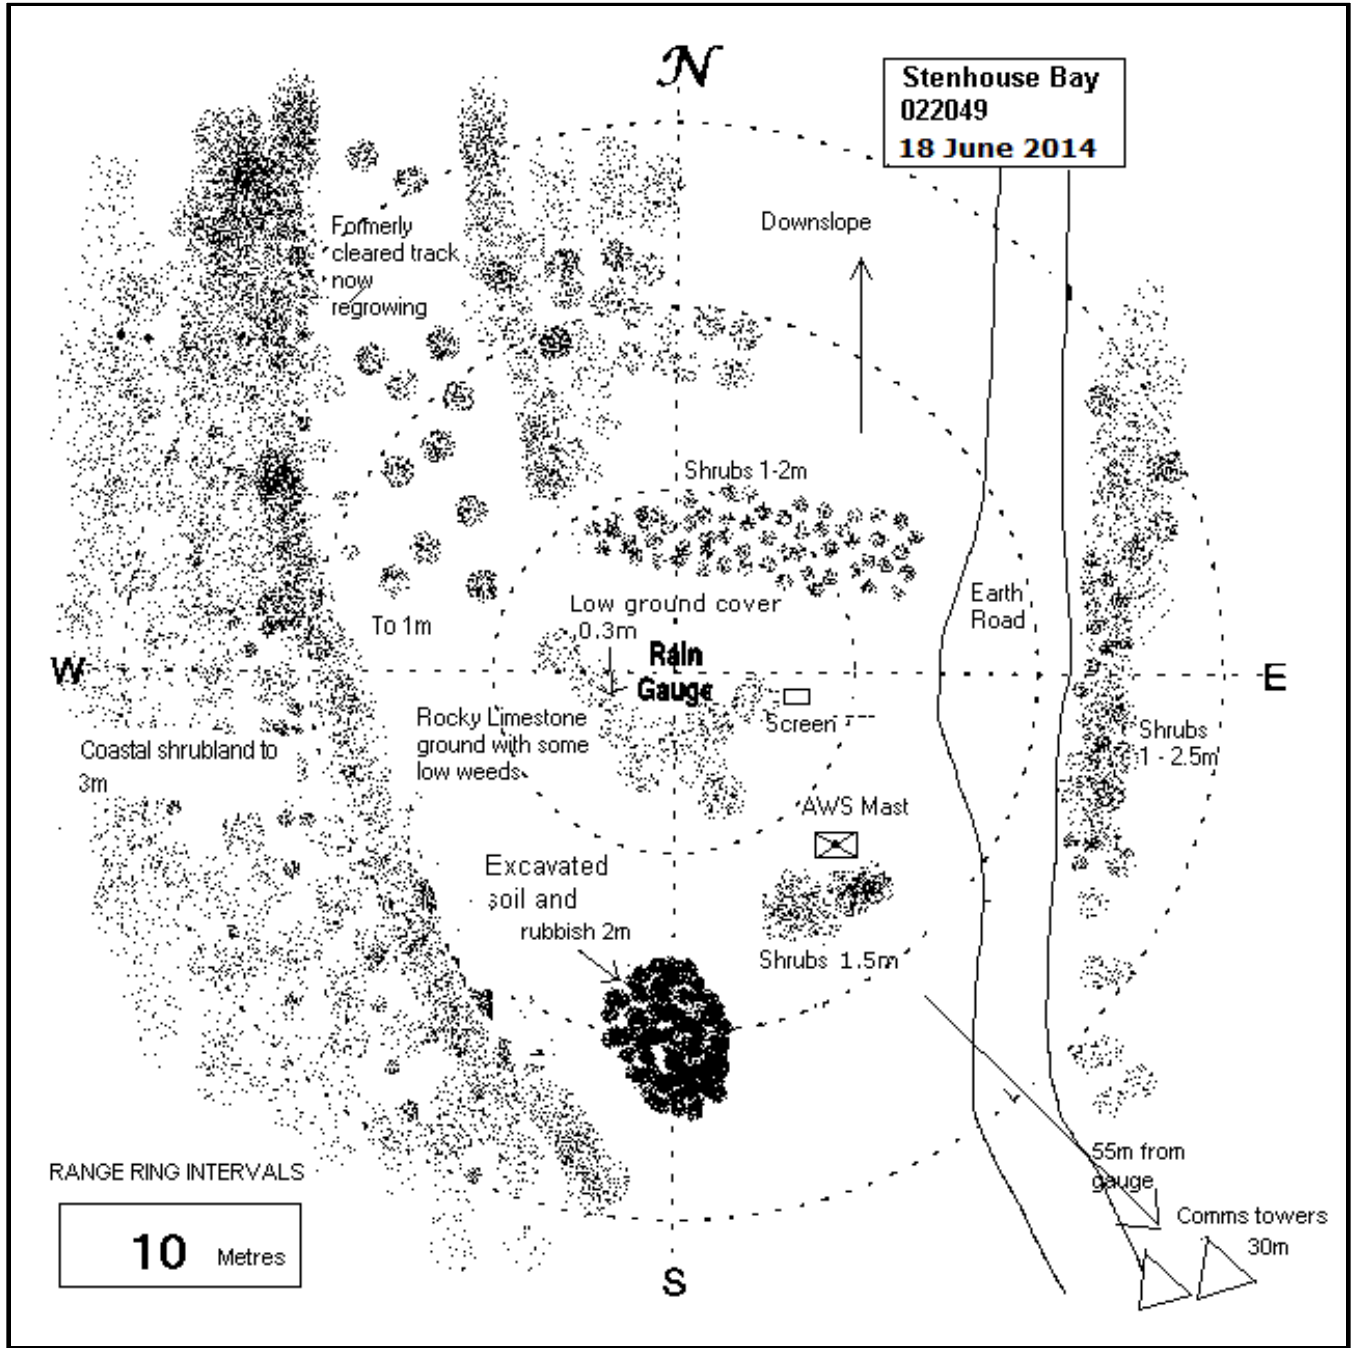 N
Stenhouse Bay
022049
18 June 2014
Downslope
Formerly
cleared track
now
regrowing
Shrubs 1-2m
Low ground cover
0.3m
To 1m
Earth
Road
Rain
Gauge
W
E
Screen
Rocky Limestone
ground with some
low weeds
Coastal shrubland to
3m
Shrubs
1 - 2.5m
AWS Mast
Excavated
soil and
rubbish 2m
Shrubs 1.5m
55m from
gauge
Comms towers
30m
RANGE RING INTERVALS
10 Metres
S